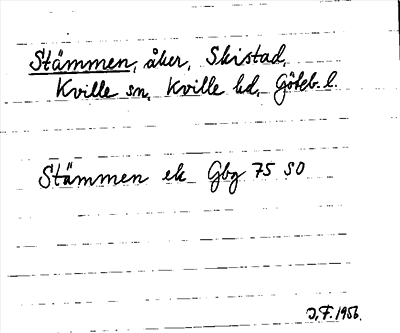 Stämmen, åker, Skistad,
Kville sn, Kville hd, Göteb. l.
Stämmen ek Gbg 75 SO
J.F. 1956.